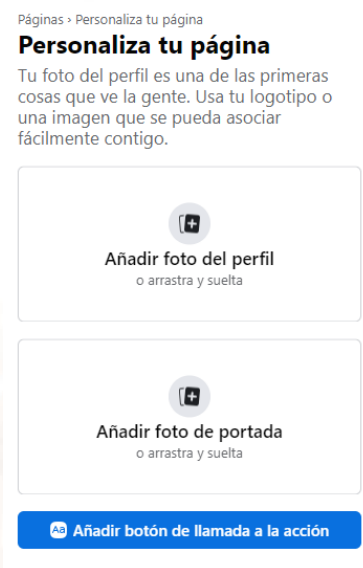 Páginas › Personaliza tu página
Personaliza tu página
Tu foto del perfil es una de las primeras
cosas que ve la gente. Usa tu logotipo o
una imagen que se pueda asociar
fácilmente contigo.
Añadir foto del perfil
o arrastra y suelta
Añadir foto de portada
o arrastra y suelta
Aa Añadir botón de llamada a la acción